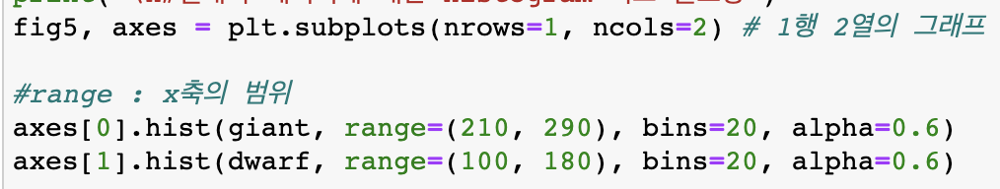 fig5, axes = plt.subplots(nrows=1, ncols=2) # 1행 2열의 그래프
#range : x축의 범위
axes[0].hist(giant, range=(210, 290), bins=20, alpha=0.6)
axes[1].hist(dwarf, range=(100, 180), bins=20, alpha=0.6)